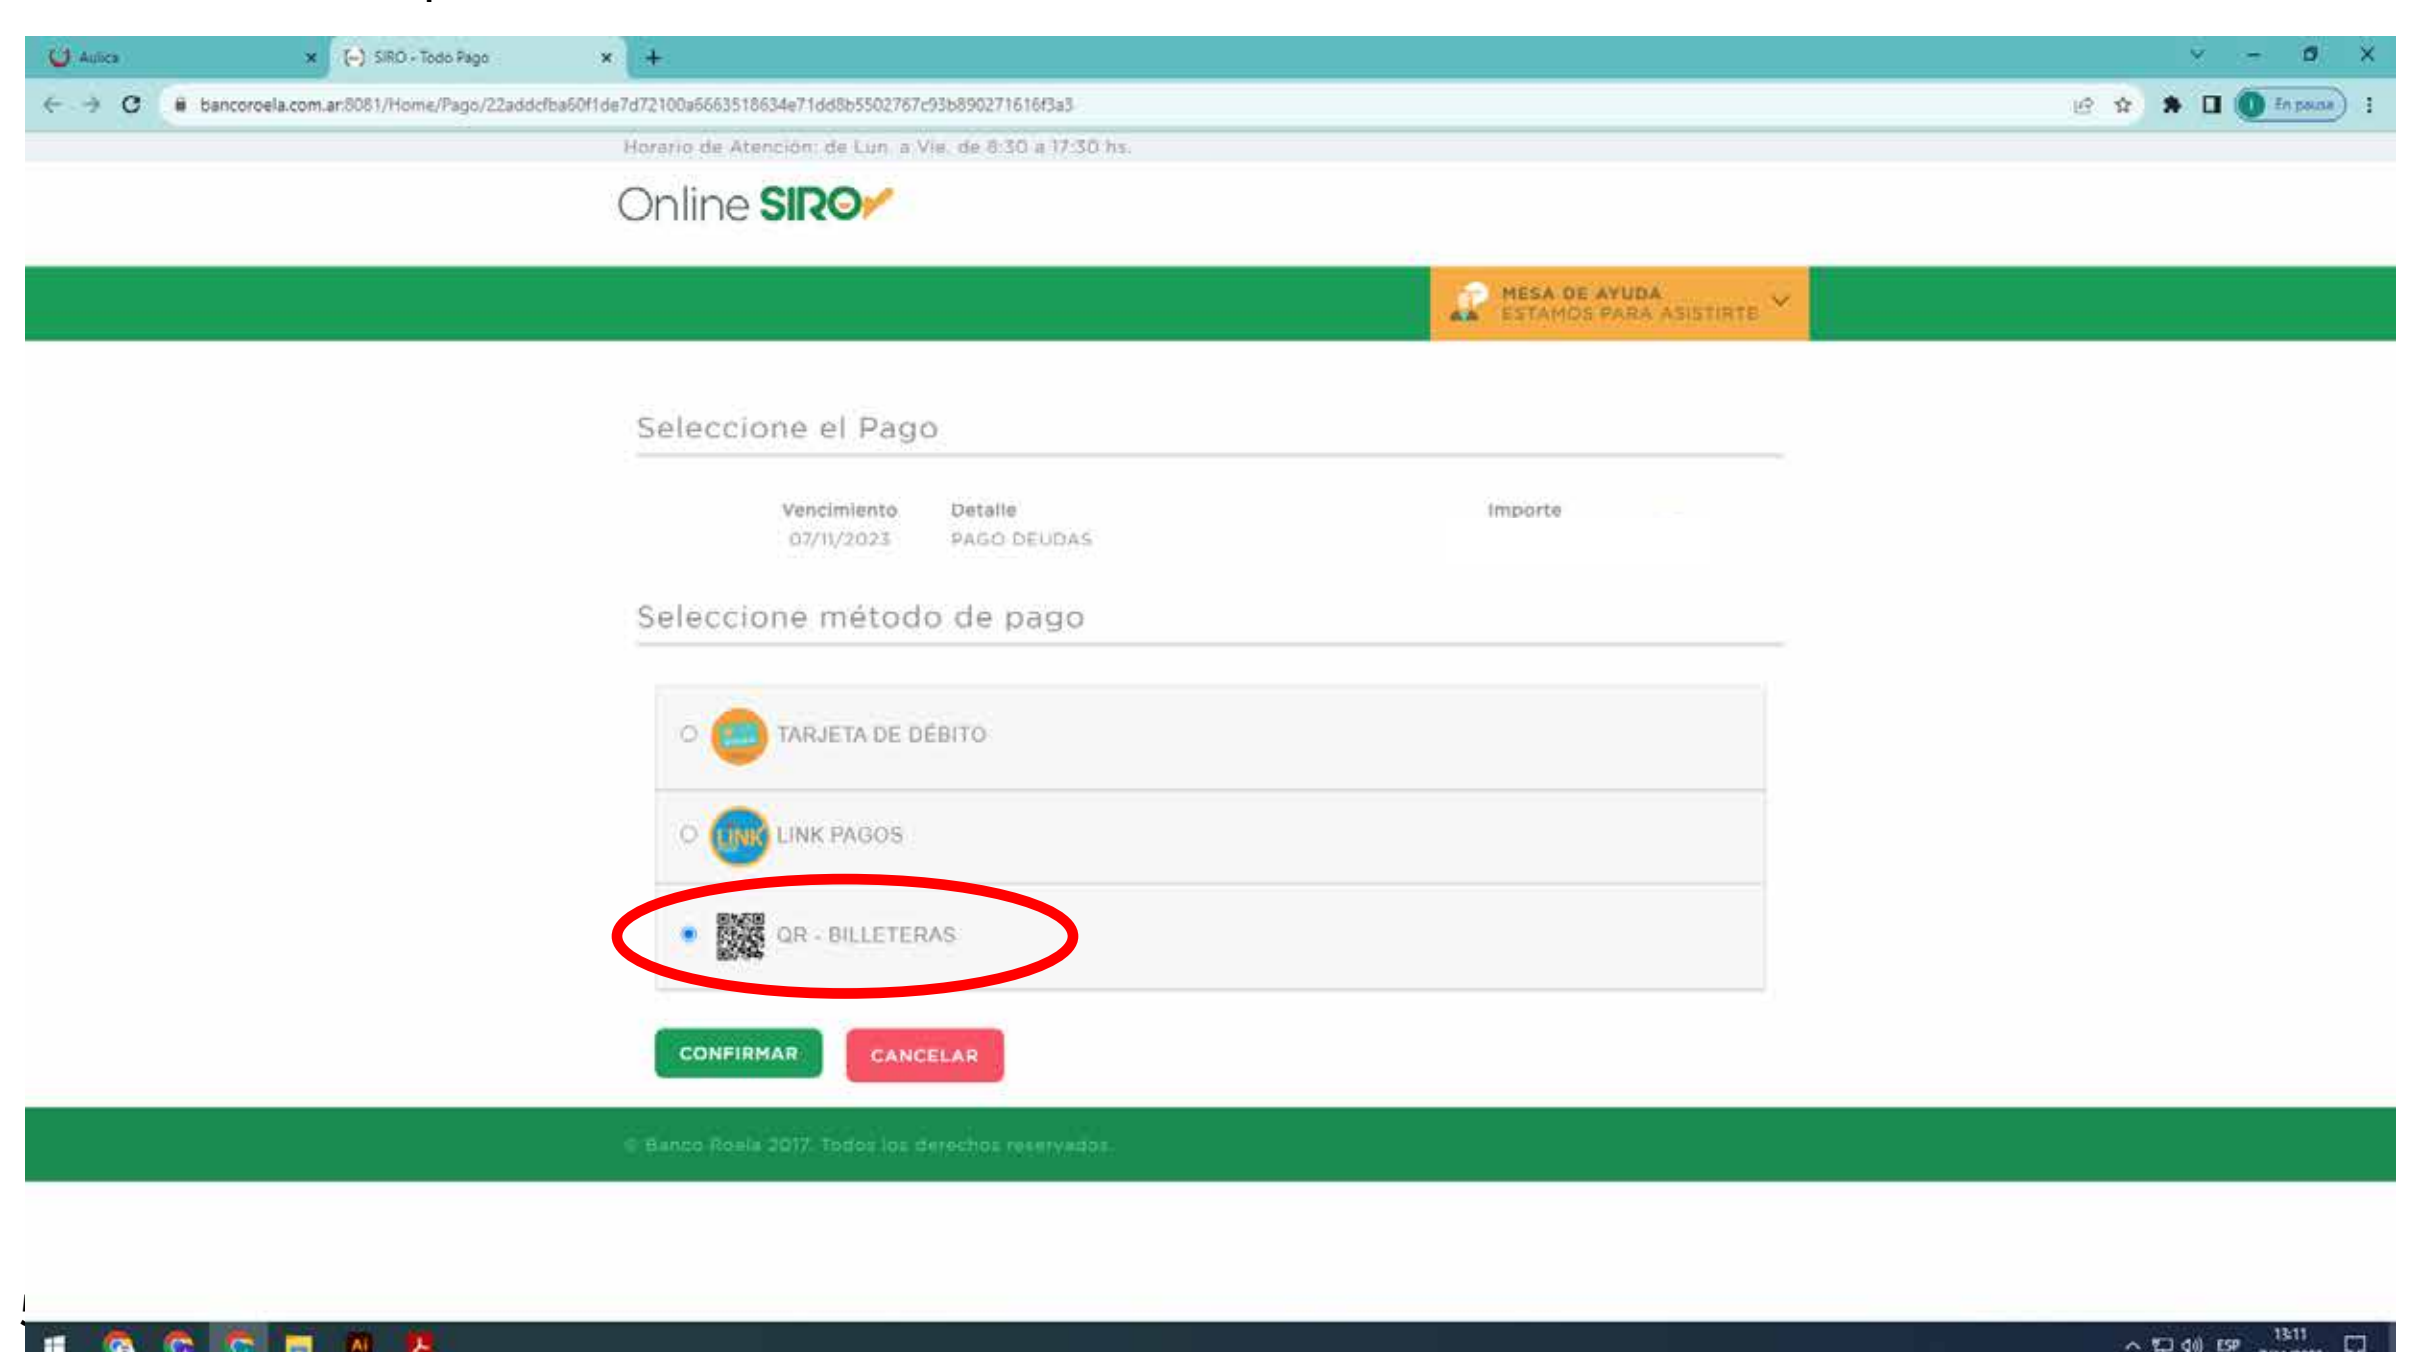 Aulica
SIRO - Todo Pago
bancoroela.com.ar:8081/Home/Pago/22addcfba60f1de7d72100a6663518634e71dd8b5502767c93b890271616f3a3
En pausa
Horario de Atención: de Lun. a Vie. de 8:30 a 17:30 hs.
Online SIRO
MESA DE AYUDA
ESTAMOS PARA ASISTIRTE
Seleccione el Pago
Vencimiento Detalle Importe
07/11/2023 PAGO DEUDAS
Seleccione método de pago
TARJETA DE DÉBITO
LINK LINK PAGOS
QR - BILLETERAS
CONFIRMAR CANCELAR
© Banco Roela 2017. Todos los derechos reservados.
Ai
ESP 13:11